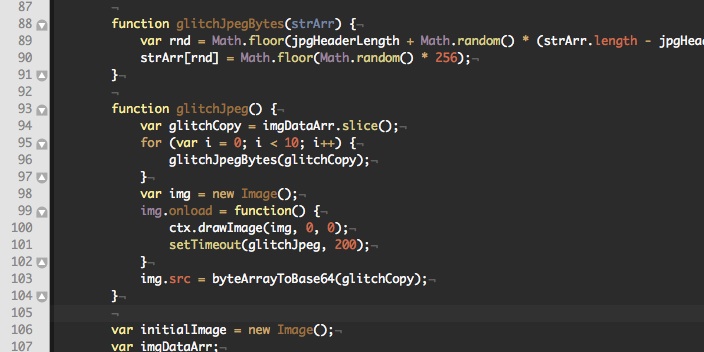 87 ¬
88 function glitchJpegBytes(strArr) {¬
89 var rnd = Math.floor(jpgHeaderLength + Math.random() * (strArr.length - jpgHea
90 strArr[rnd] = Math.floor(Math.random() * 256);¬
91 }¬
92 ¬
93 function glitchJpeg() {¬
94 var glitchCopy = imgDataArr.slice();¬
95 for (var i = 0; i < 10; i++) {¬
96 glitchJpegBytes(glitchCopy);¬
97 }¬
98 var img = new Image();¬
99 img.onload = function() {¬
100 ctx.drawImage(img, 0, 0);¬
101 setTimeout(glitchJpeg, 200);¬
102 }¬
103 img.src = byteArrayToBase64(glitchCopy);¬
104 }¬
105 ¬
106 var initialImage = new Image();¬
107 var imgDataArr;¬